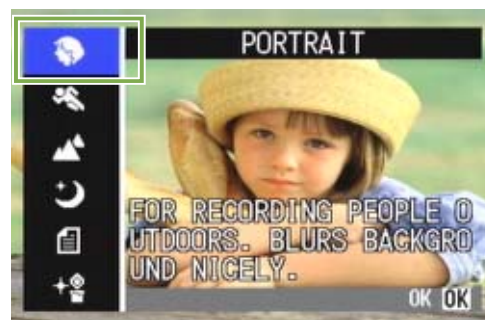 PORTRAIT
FOR RECORDING PEOPLE O
UTDOORS. BLURS BACKGRO
UND NICELY.
OK OK